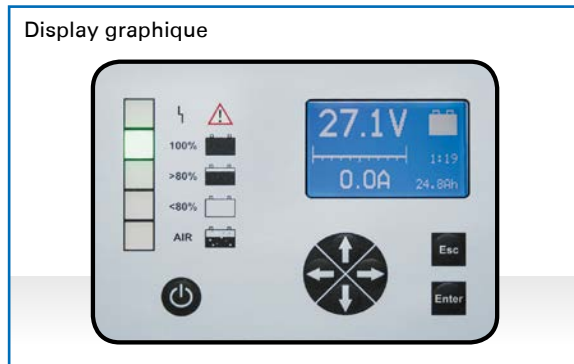 Display graphique
100%
>80%
<80%
AIR
27.1V
1:19
0.0A
24.8Ah
Esc
Enter